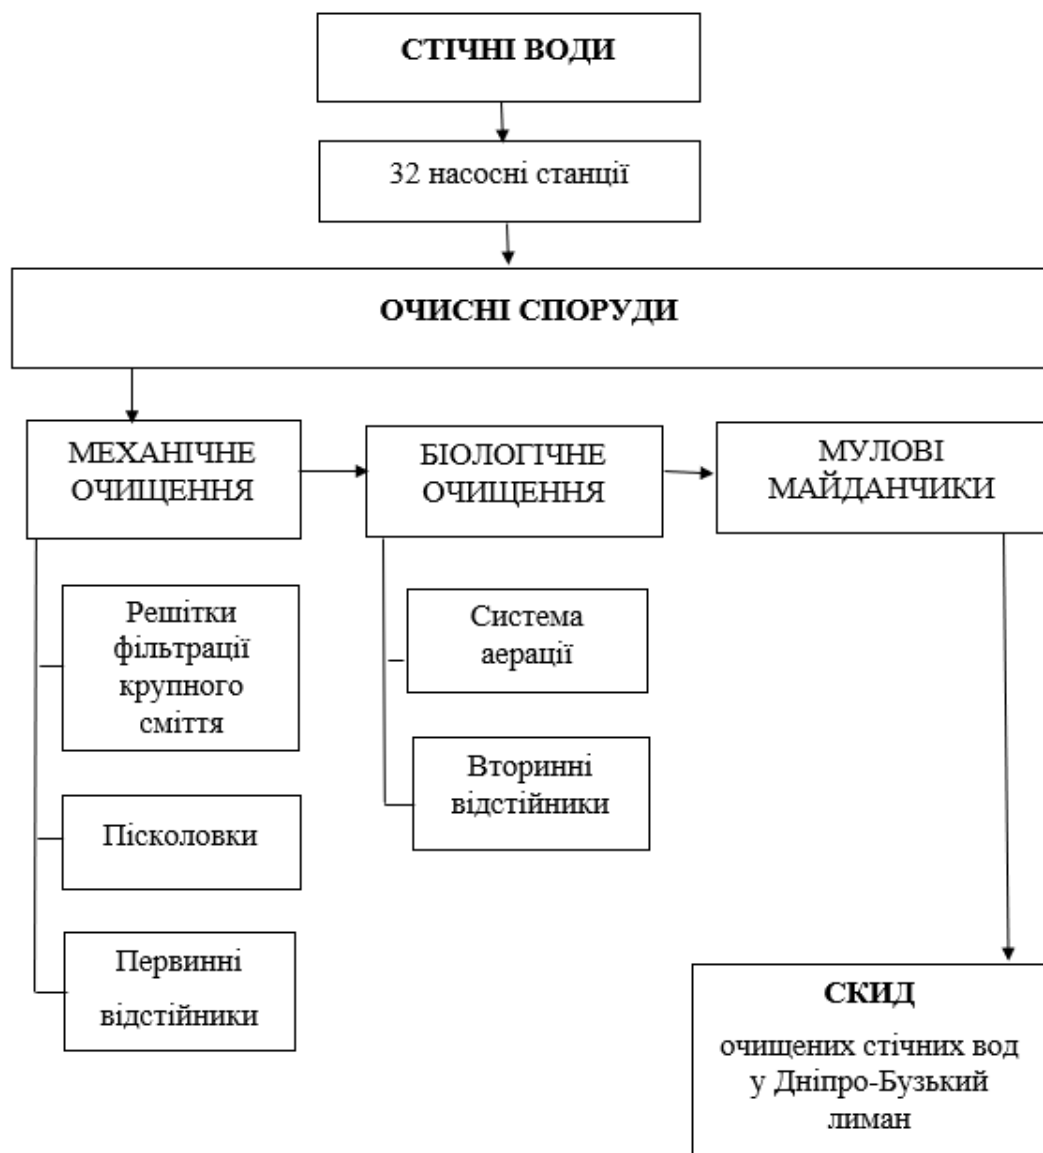 СТІЧНІ ВОДИ
32 насосні станції
ОЧИСНІ СПОРУДИ
МЕХАНІЧНЕ
ОЧИЩЕННЯ
БІОЛОГІЧНЕ
ОЧИЩЕННЯ
МУЛОВІ
МАЙДАНЧИКИ
Решітки
фільтрації
крупного
сміття
Пісколовки
Первинні
відстійники
Система
аерації
Вторинні
відстійники
СКИД
очищених стічних вод
у Дніпро-Бузький
лиман